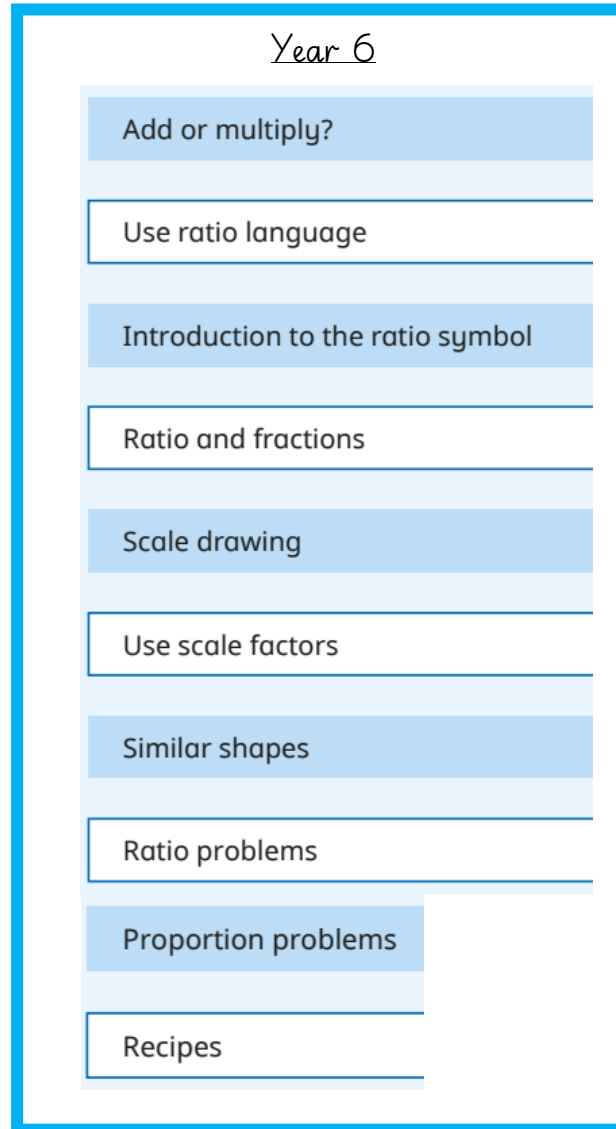 Year 6
Add or multiply?
Use ratio language
Introduction to the ratio symbol
Ratio and fractions
Scale drawing
Use scale factors
Similar shapes
Ratio problems
Proportion problems
Recipes